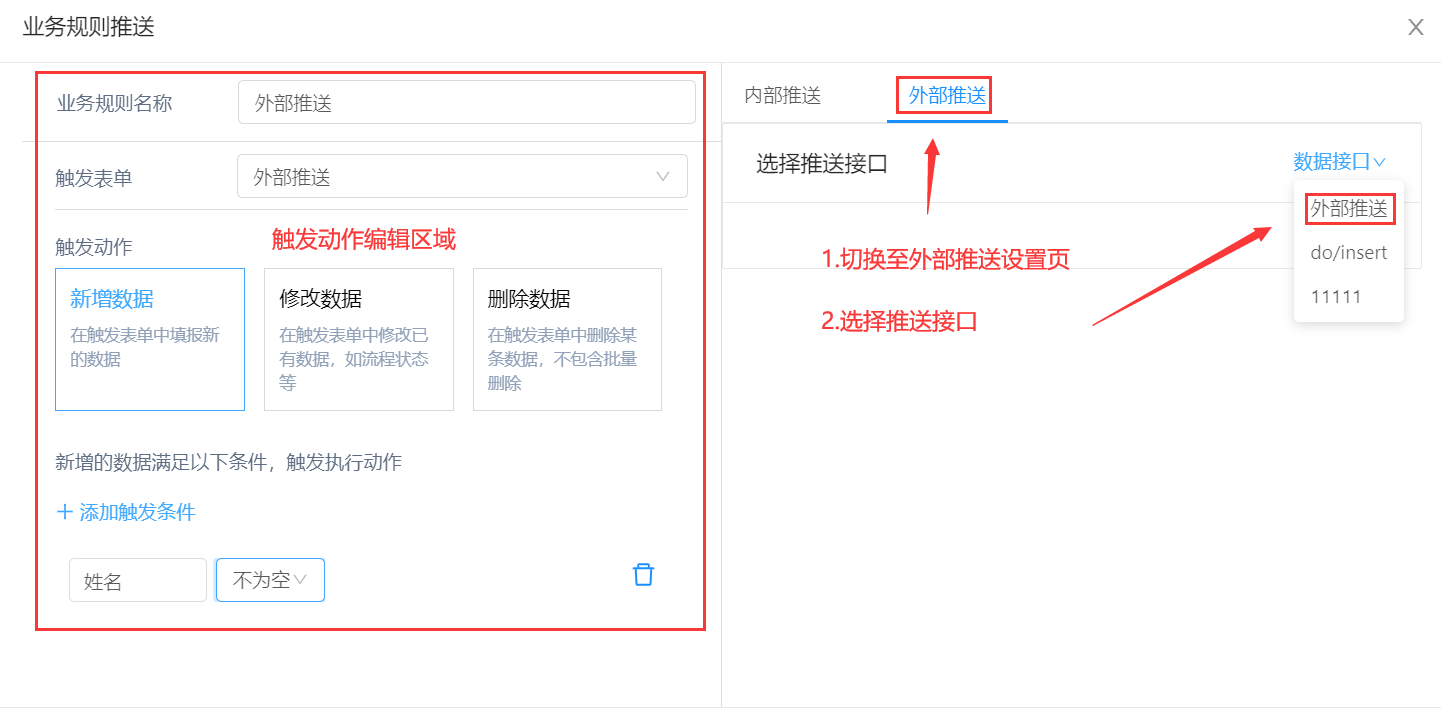 业务规则推送
X
业务规则名称
外部推送
触发表单
外部推送
触发动作
触发动作编辑区域
新增数据
在触发表单中填报新
的数据
修改数据
在触发表单中修改已
有数据，如流程状态
等
删除数据
在触发表单中删除某
条数据，不包含批量
删除
新增的数据满足以下条件，触发执行动作
+ 添加触发条件
姓名
不为空
内部推送
外部推送
选择推送接口
数据接口
外部推送
do/insert
11111
1.切换至外部推送设置页
2.选择推送接口